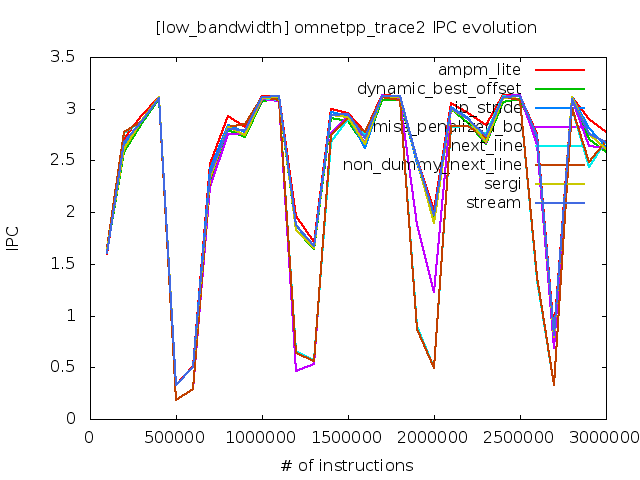 [low_bandwidth] omnetpp_trace2 IPC evolution
3.5
3
2.5
2
1.5
1
0.5
0
IPC
ampm_lite
dynamic_best_offset
ip_stride
next_line
non_dummy_next_line
sergi
stream
0 500000 1000000 1500000 2000000 2500000 3000000
# of instructions